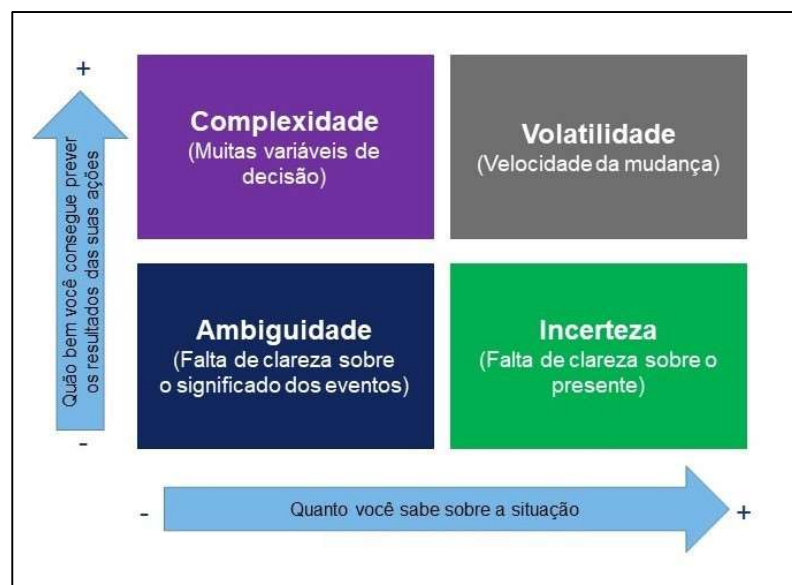 +
Quão bem você consegue prever
os resultados das suas ações
-
Complexidade
(Muitas variáveis de
decisão)
Volatilidade
(Velocidade da mudança)
Ambiguidade
(Falta de clareza sobre
o significado dos eventos)
Incerteza
(Falta de clareza sobre o
presente)
-
Quanto você sabe sobre a situação
+